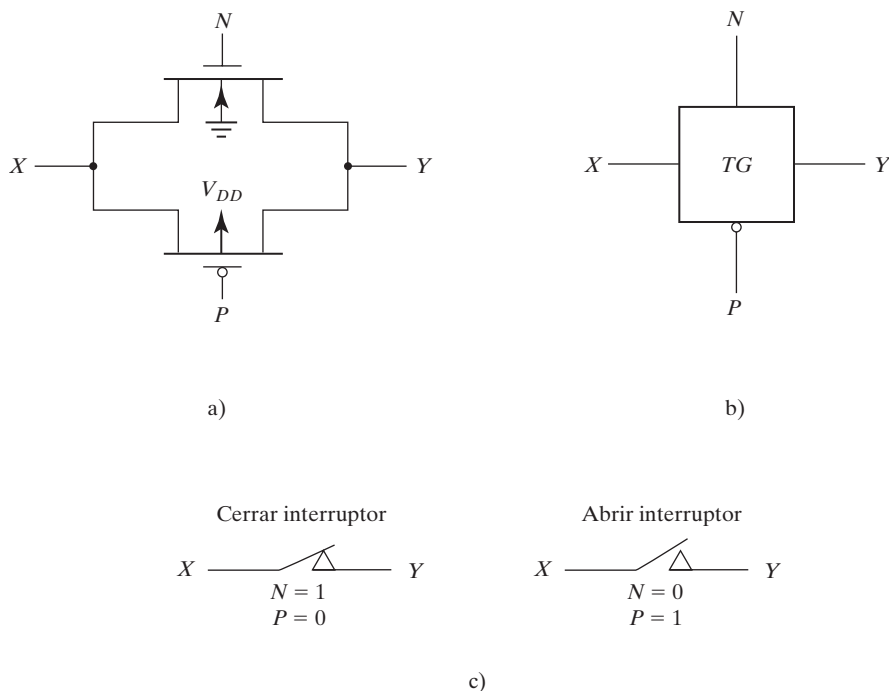 N
X
V_DD
Y
P
a)
N
X
TG
Y
P
b)
Cerrar interruptor
X
Y
N = 1
P = 0
Abrir interruptor
X
Y
N = 0
P = 1
c)